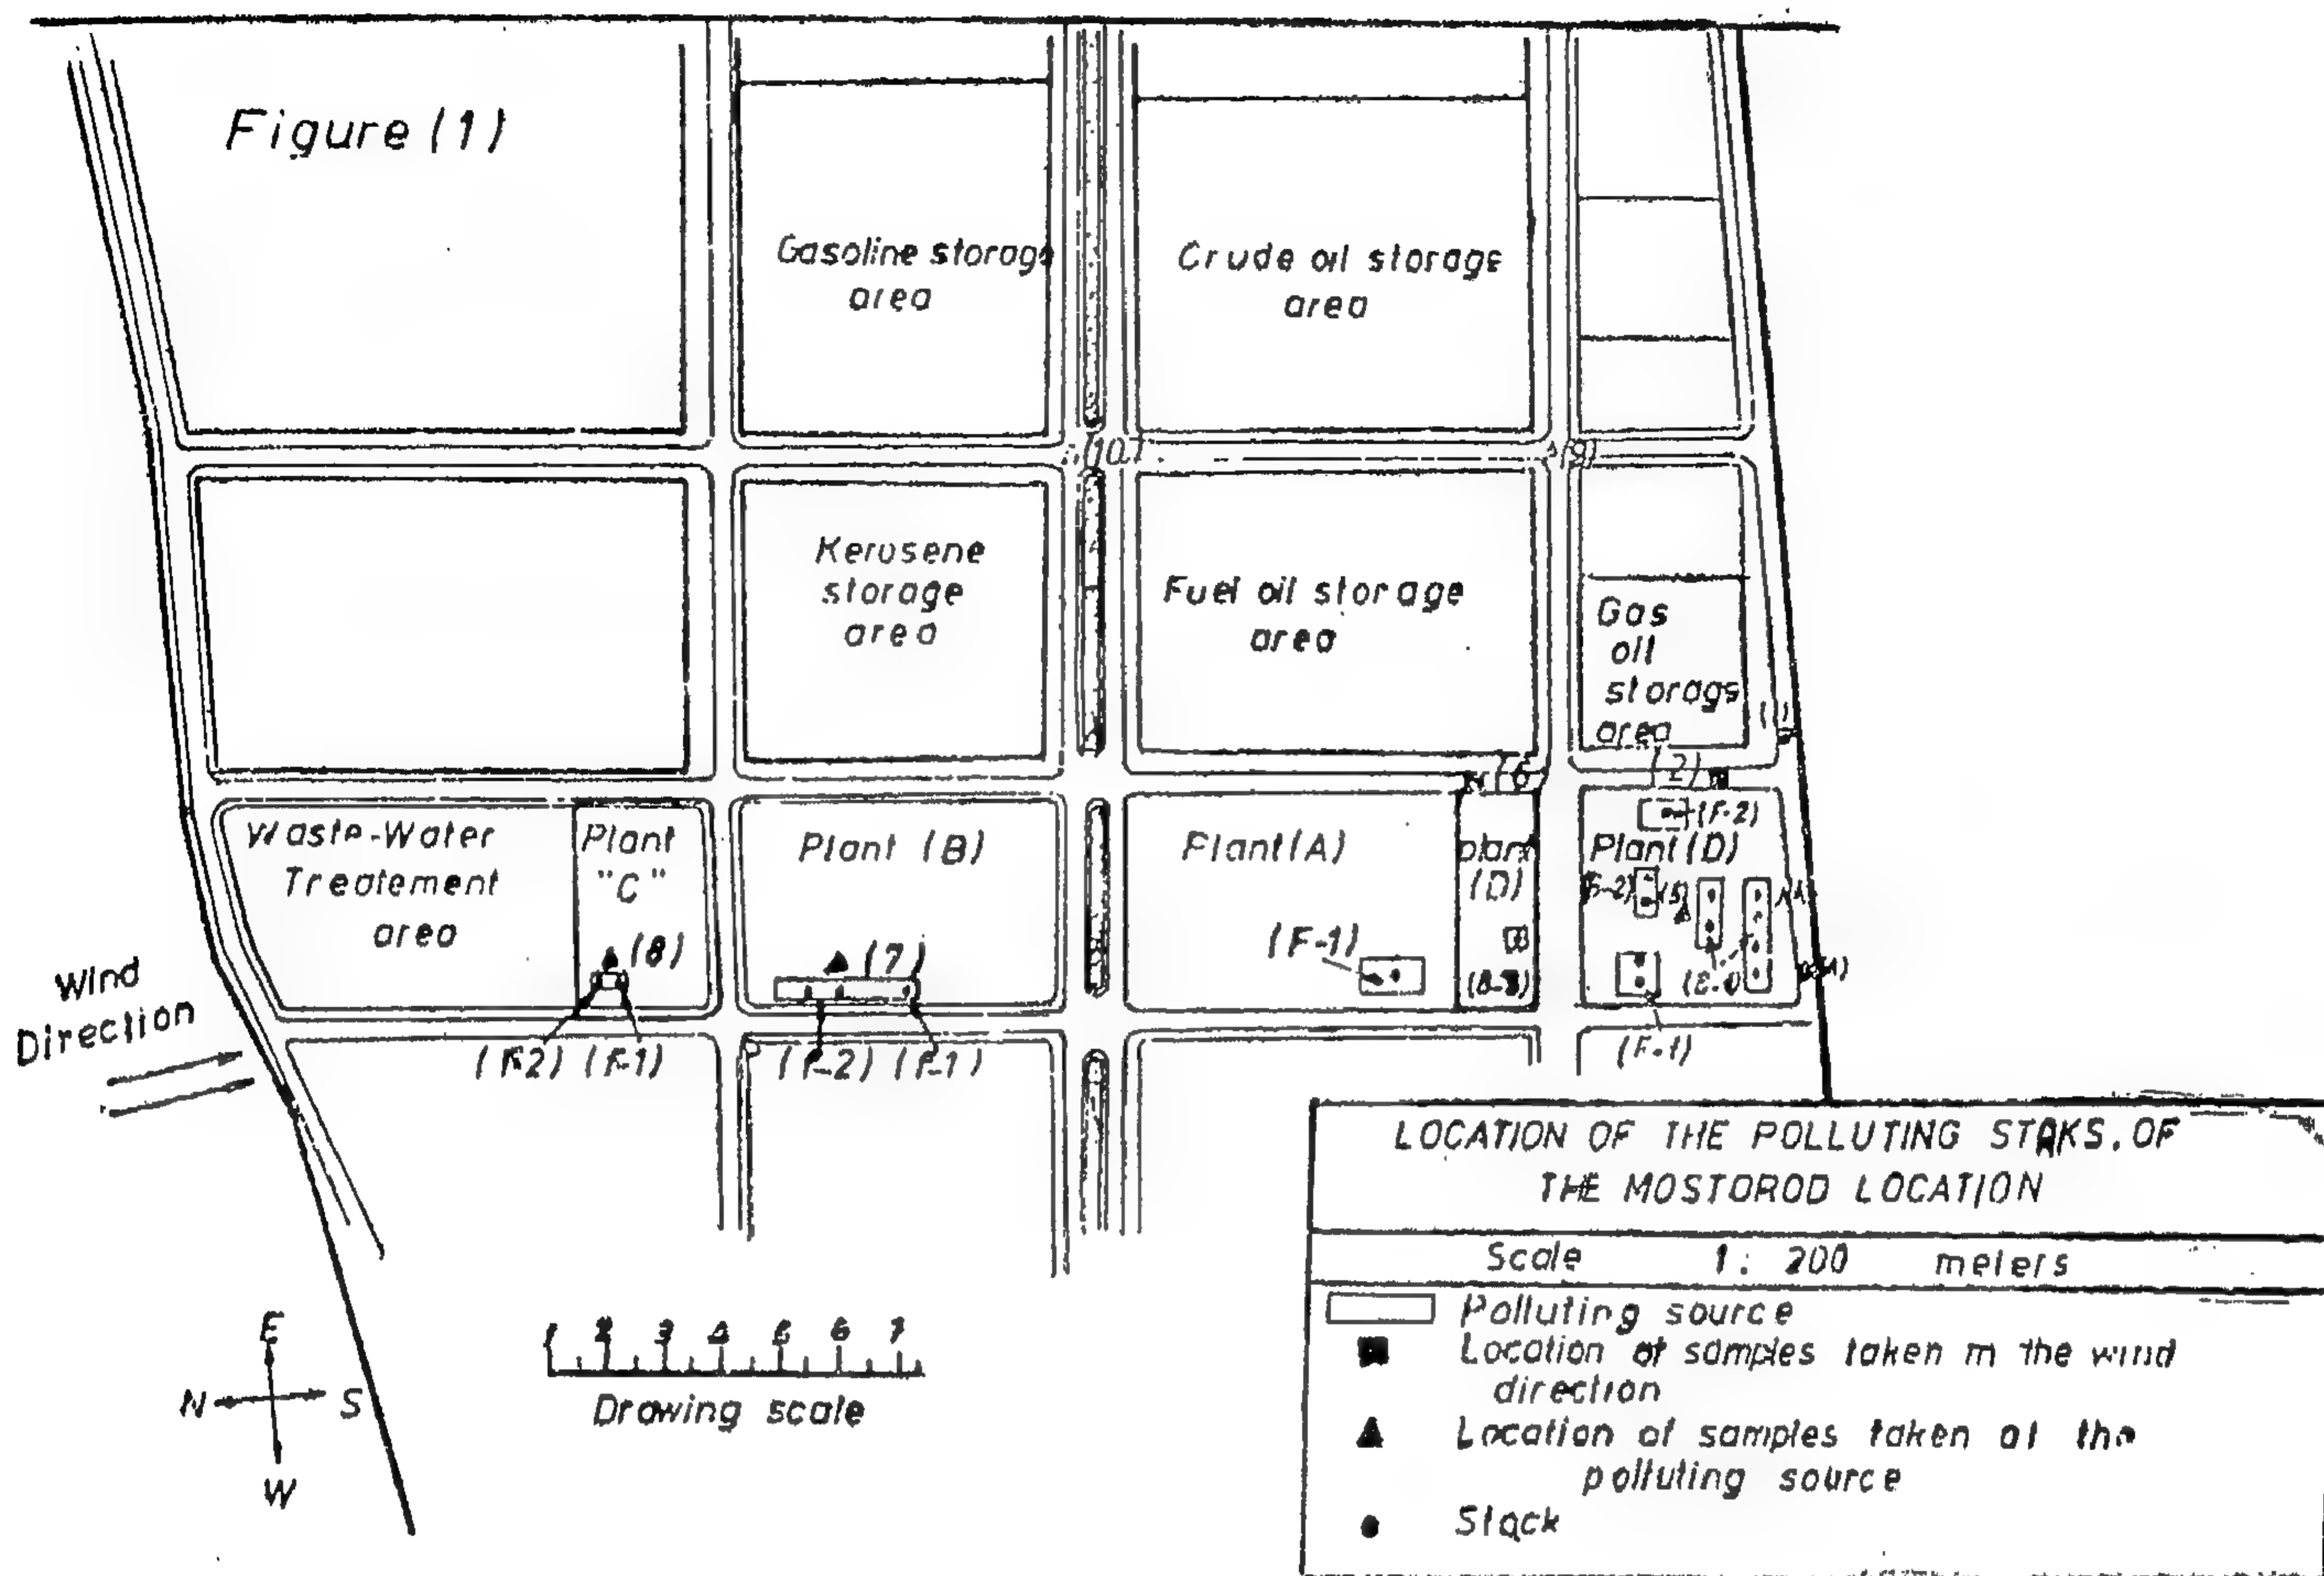 Figure (1)
Gasoline storage
area
Crude oil storage
area
(10)
(9)
Kerosene
storage
area
Fuel oil storage
area
Gas
oil
storags
area
(1)
(2)
(6)
(F-2)
Waste-Water
Treatement
area
Plant
"C"
Plant (B)
Plant (A)
plant
(D)
Plant (D)
(8)
(7)
(F-1)
(5)
Wind
Direction
(F-2) (F-1)
(F-2) (F-1)
(F-1)
LOCATION OF THE POLLUTING STAKS. OF
THE MOSTOROD LOCATION
Scale 1: 200 meters
Polluting source
Location of samples taken in the wind
direction
Location of samples taken at the
polluting source
Stack
E
N S
W
1 2 3 4 5 6 7
Drawing scale